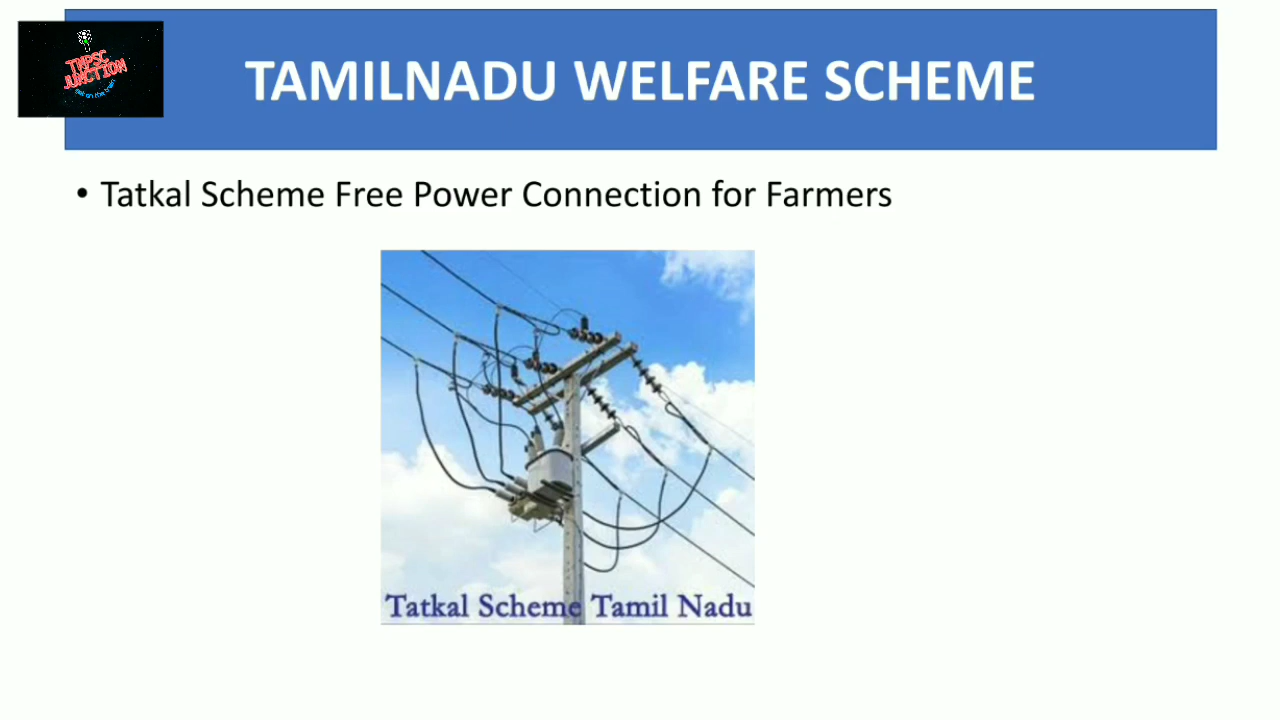 TNPSC
JUNCTION
TAMILNADU WELFARE SCHEME
• Tatkal Scheme Free Power Connection for Farmers
Tatkal Scheme Tamil Nadu